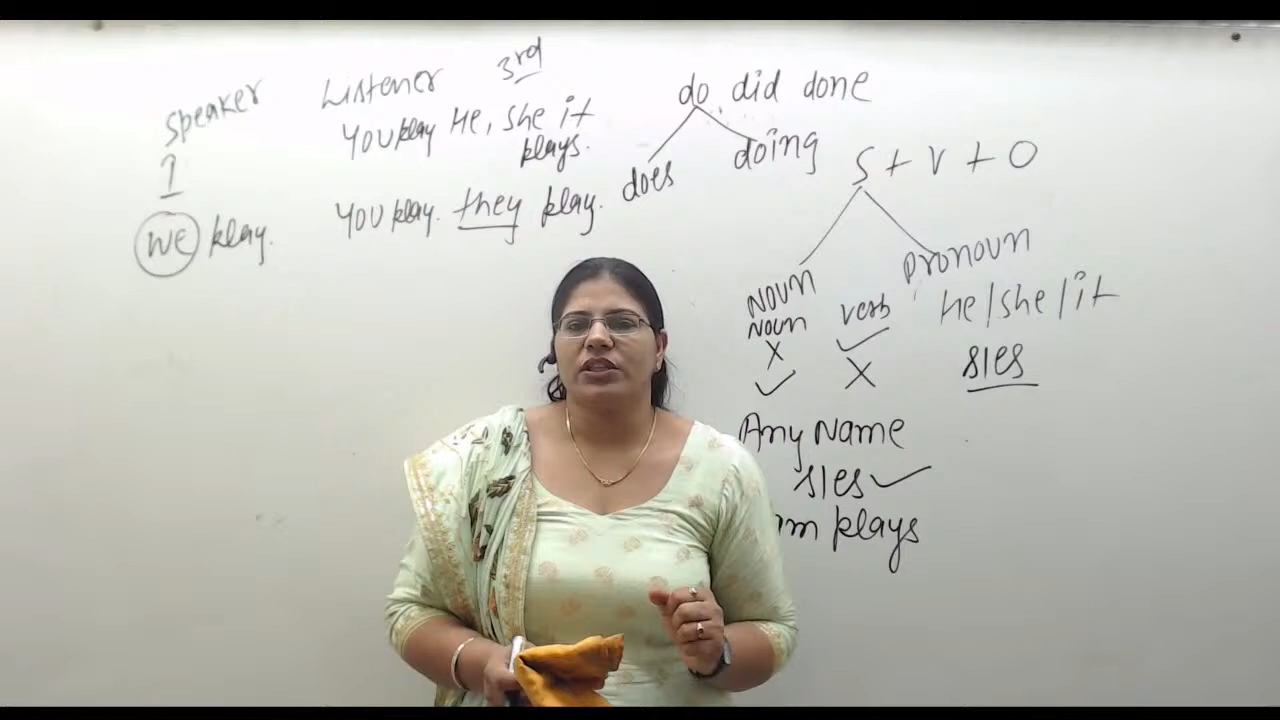 speaker Listener 3rd
I You play He, she it
plays.
We play. You play. they play.
do, did done
does doing
S + V + O
Noun Pronoun
Noun verb He/she/it
X ✓ s/es
✓ X
Any Name
s/es ✓
am plays